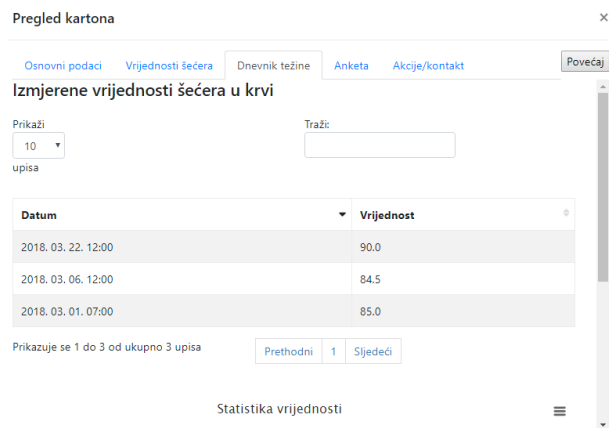 Pregled kartona ×
Osnovni podaci Vrijednosti šećera Dnevnik težine Anketa Akcije/kontakt Povećaj
Izmjerene vrijednosti šećera u krvi
Prikaži Traži:
10
upisa
Datum Vrijednost
2018. 03. 22. 12:00 90.0
2018. 03. 06. 12:00 84.5
2018. 03. 01. 07:00 85.0
Prikazuje se 1 do 3 od ukupno 3 upisa Prethodni 1 Sljedeći
Statistika vrijednosti